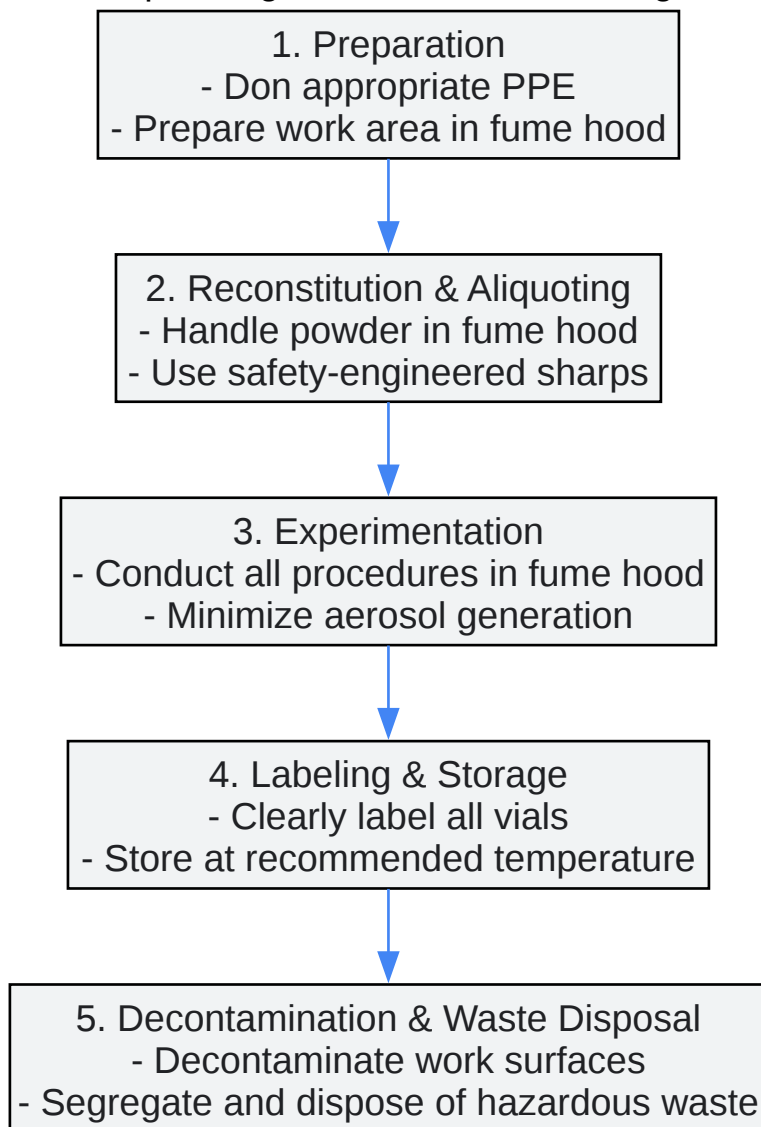 1. Preparation
- Don appropriate PPE
- Prepare work area in fume hood
2. Reconstitution & Aliquoting
- Handle powder in fume hood
- Use safety-engineered sharps
3. Experimentation
- Conduct all procedures in fume hood
- Minimize aerosol generation
4. Labeling & Storage
- Clearly label all vials
- Store at recommended temperature
5. Decontamination & Waste Disposal
- Decontaminate work surfaces
- Segregate and dispose of hazardous waste